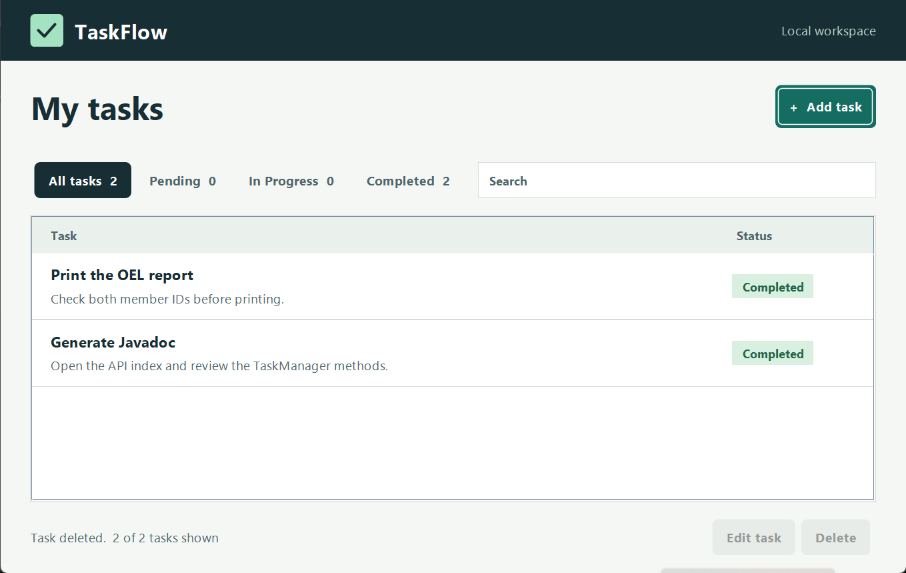 TaskFlow
Local workspace
My tasks
+ Add task
All tasks 2
Pending 0
In Progress 0
Completed 2
Search
Task
Status
Print the OEL report
Check both member IDs before printing.
Completed
Generate Javadoc
Open the API index and review the TaskManager methods.
Completed
Task deleted. 2 of 2 tasks shown
Edit task
Delete